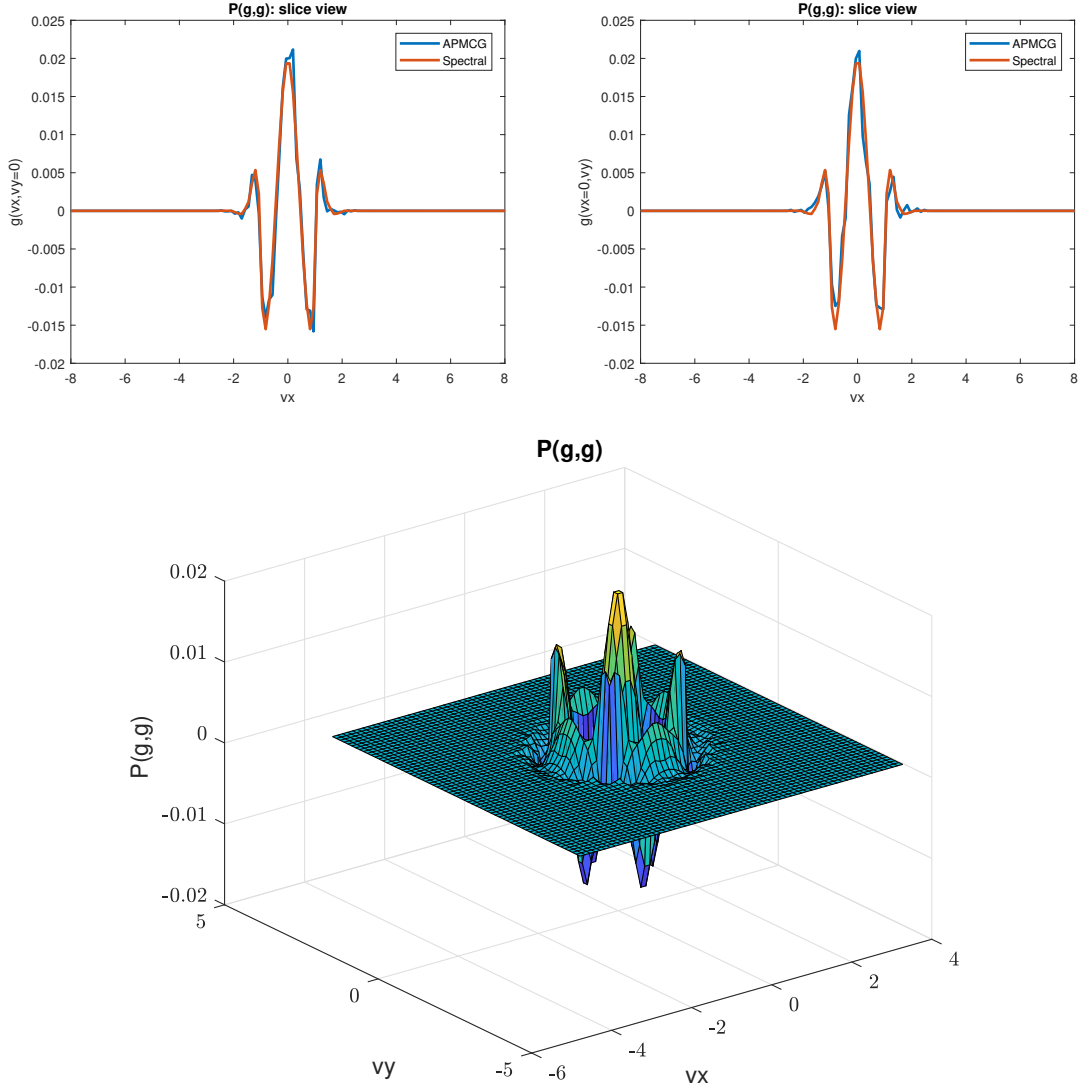 P(g,g): slice view
g(vx,vy=0)
0.025
0.02
0.015
0.01
0.005
0
-0.005
-0.01
-0.015
-0.02
-8 -6 -4 -2 0 2 4 6 8
vx
APMCG
Spectral
P(g,g): slice view
g(vx=0,vy)
0.025
0.02
0.015
0.01
0.005
0
-0.005
-0.01
-0.015
-0.02
-8 -6 -4 -2 0 2 4 6 8
vx
APMCG
Spectral
P(g,g)
P(g,g)
0.02
0.01
0
-0.01
-0.02
5
0
-5
vy
-6
-4
-2
0
2
4
vx